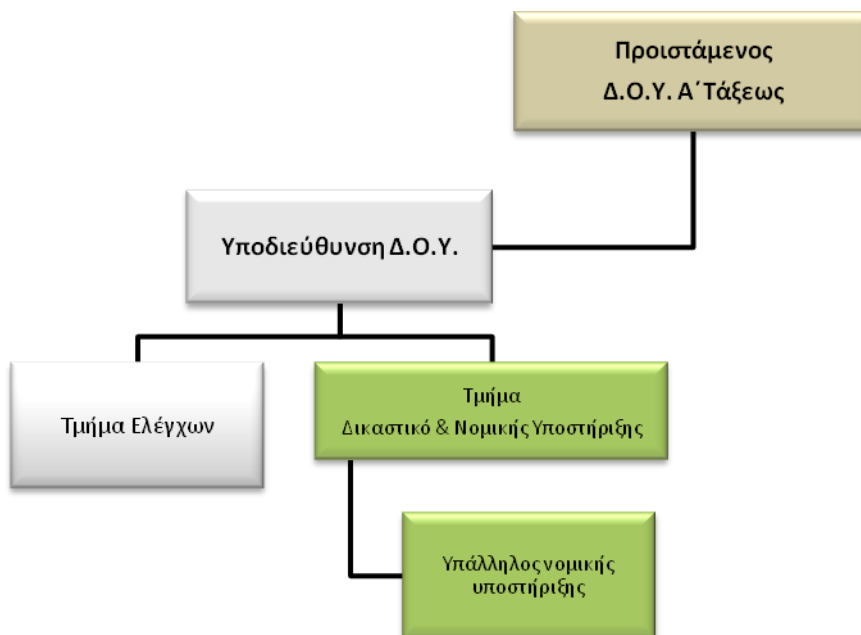 Προιστάμενος
Δ.Ο.Υ. Α΄Τάξεως
Υποδιεύθυνση Δ.Ο.Υ.
Τμήμα Ελέγχων
Τμήμα
Δικαστικό & Νομικής Υποστήριξης
Υπάλληλος νομικής
υποστήριξης